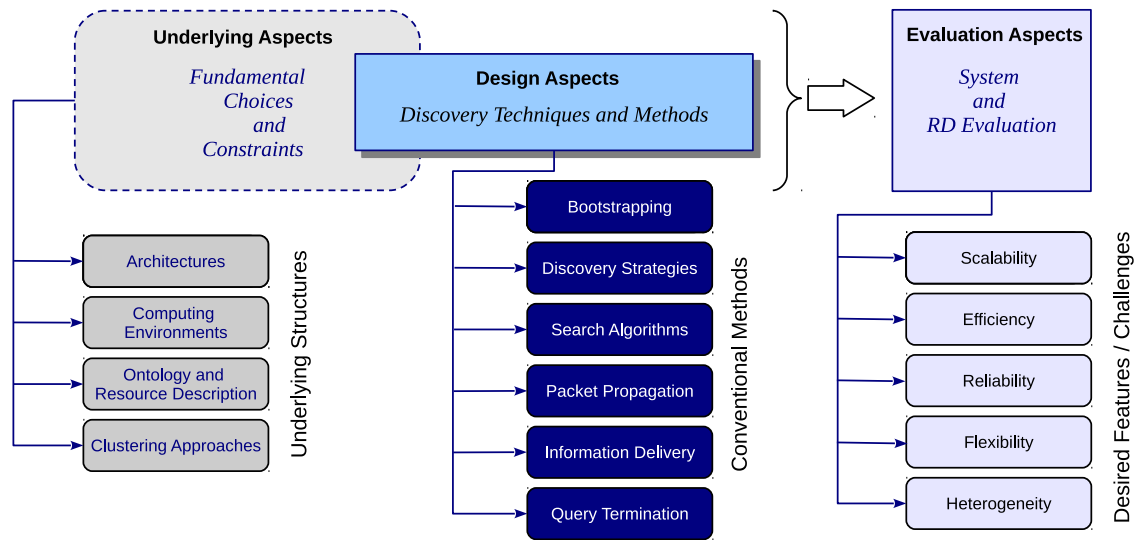 Underlying Aspects
Fundamental
Choices
and
Constraints
Design Aspects
Discovery Techniques and Methods
Evaluation Aspects
System
and
RD Evaluation
Architectures
Computing
Environments
Ontology and
Resource Description
Clustering Approaches
Underlying Structures
Bootstrapping
Discovery Strategies
Search Algorithms
Packet Propagation
Information Delivery
Query Termination
Conventional Methods
Scalability
Efficiency
Reliability
Flexibility
Heterogeneity
Desired Features / Challenges